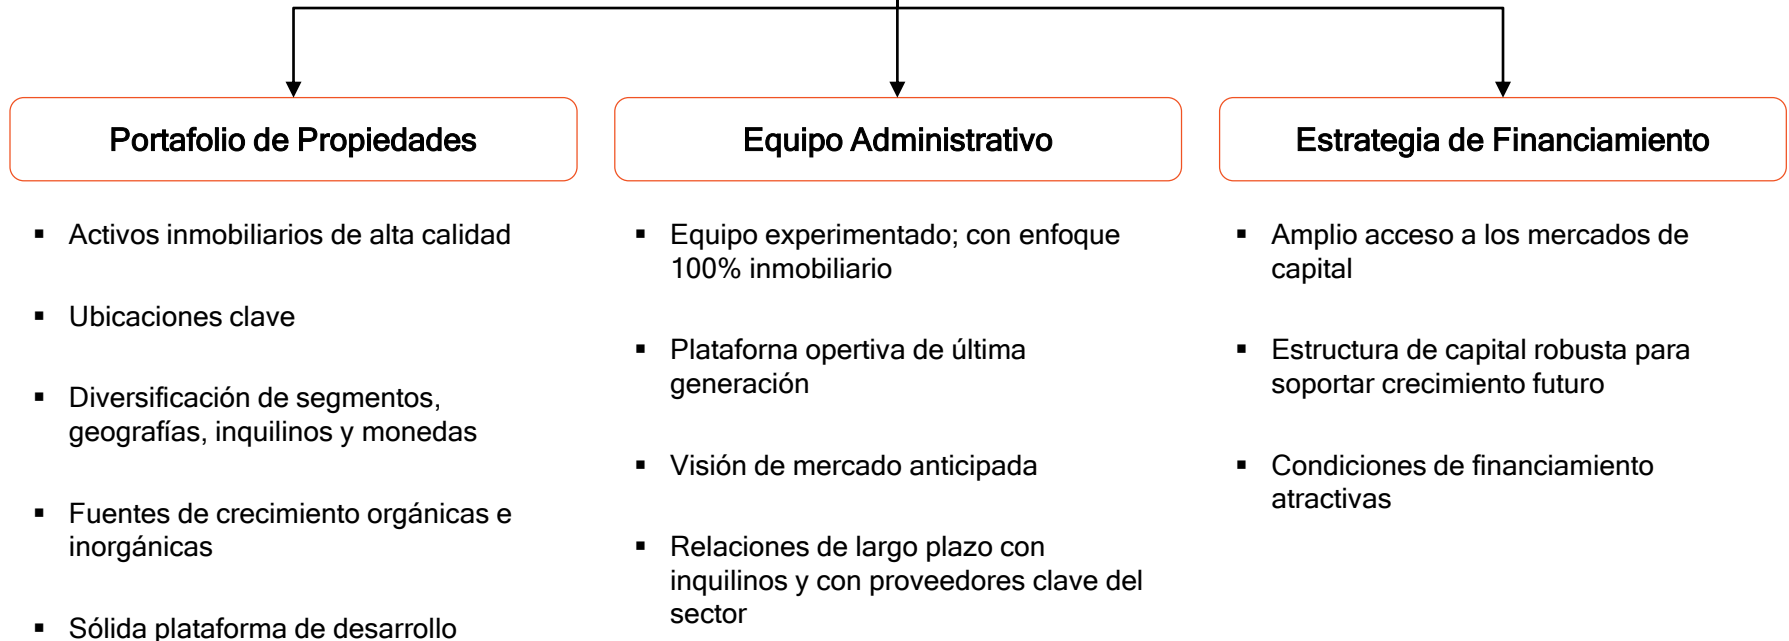 Portafolio de Propiedades
▪ Activos inmobiliarios de alta calidad
▪ Ubicaciones clave
▪ Diversificación de segmentos,
geografías, inquilinos y monedas
▪ Fuentes de crecimiento orgánicas e
inorgánicas
▪ Sólida plataforma de desarrollo
Equipo Administrativo
▪ Equipo experimentado; con enfoque
100% inmobiliario
▪ Plataforna opertiva de última
generación
▪ Visión de mercado anticipada
▪ Relaciones de largo plazo con
inquilinos y con proveedores clave del
sector
Estrategia de Financiamiento
▪ Amplio acceso a los mercados de
capital
▪ Estructura de capital robusta para
soportar crecimiento futuro
▪ Condiciones de financiamiento
atractivas